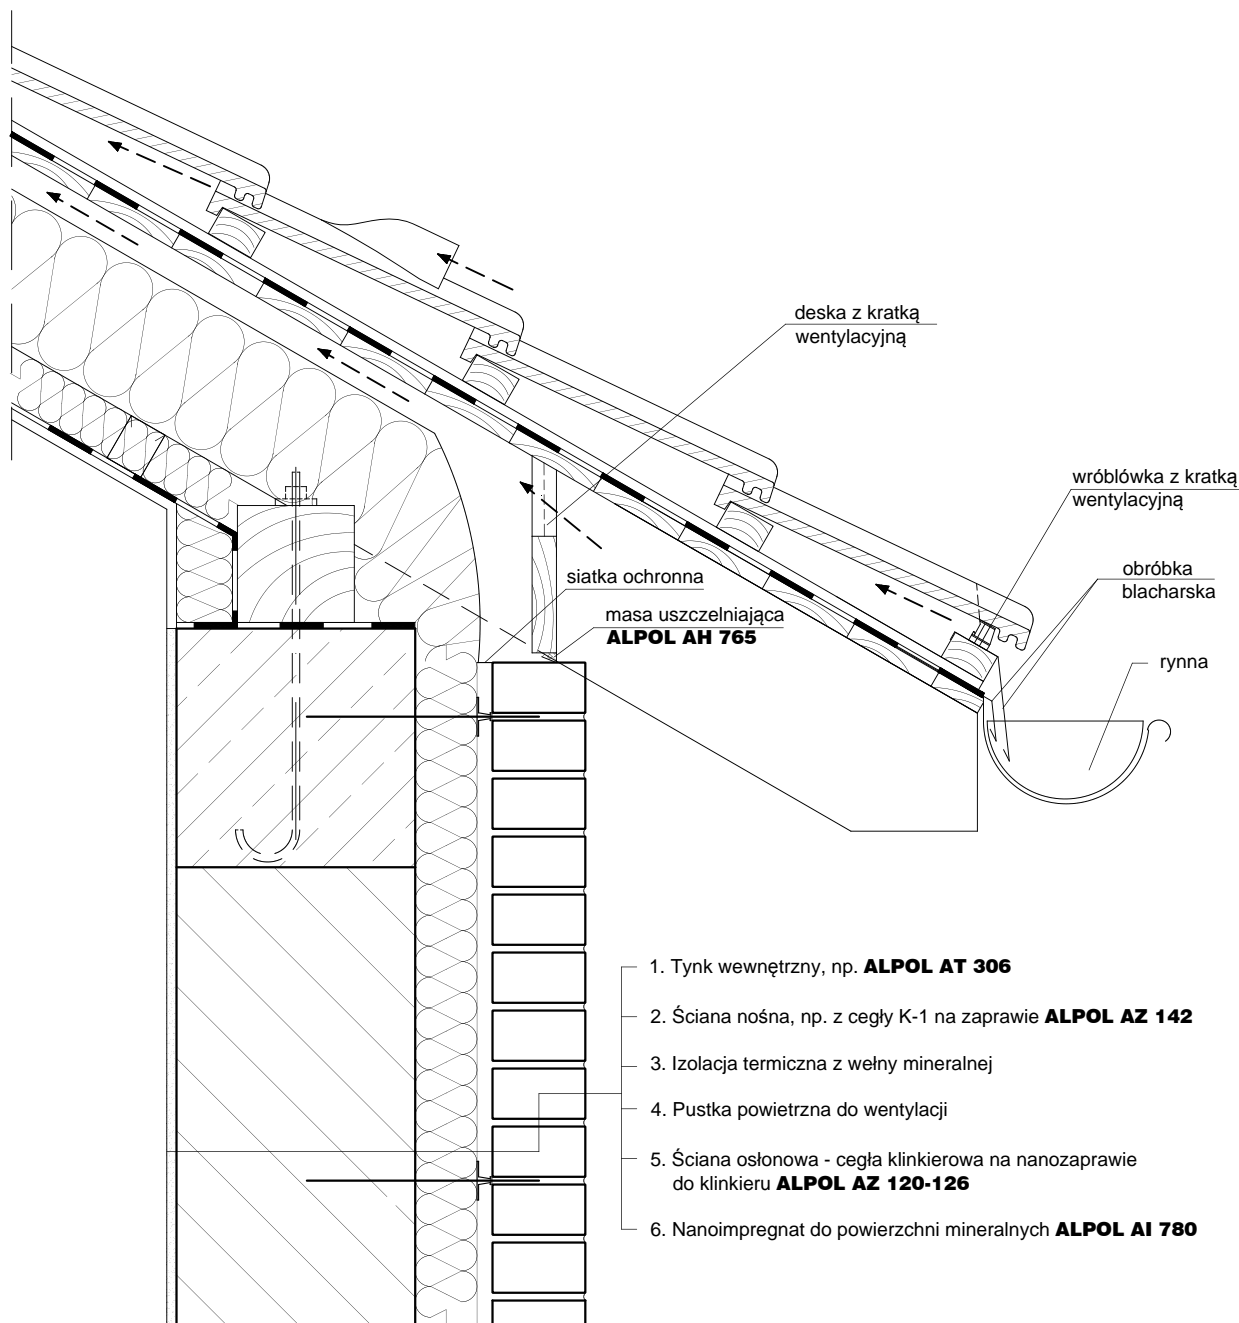 deska z kratką
wentylacyjną
wróblówka z kratką
wentylacyjną
obróbka
blacharska
siatka ochronna
masa uszczelniająca
ALPOL AH 765
rynna
1. Tynk wewnętrzny, np. ALPOL AT 306
2. Ściana nośna, np. z cegły K-1 na zaprawie ALPOL AZ 142
3. Izolacja termiczna z wełny mineralnej
4. Pustka powietrzna do wentylacji
5. Ściana osłonowa - cegła klinkierowa na nanozaprawie
do klinkieru ALPOL AZ 120-126
6. Nanoimpregnat do powierzchni mineralnych ALPOL AI 780